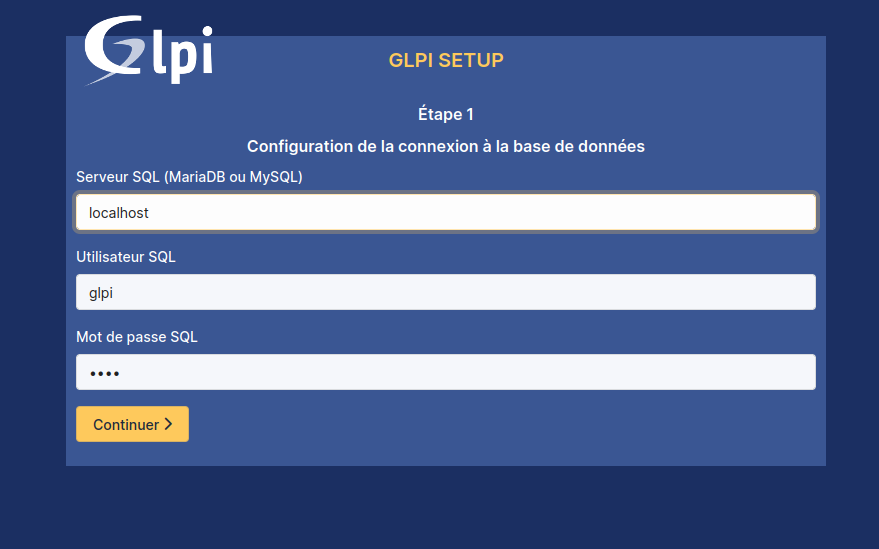 Glpi
GLPI SETUP
Étape 1
Configuration de la connexion à la base de données
Serveur SQL (MariaDB ou MySQL)
localhost
Utilisateur SQL
glpi
Mot de passe SQL
••••
Continuer